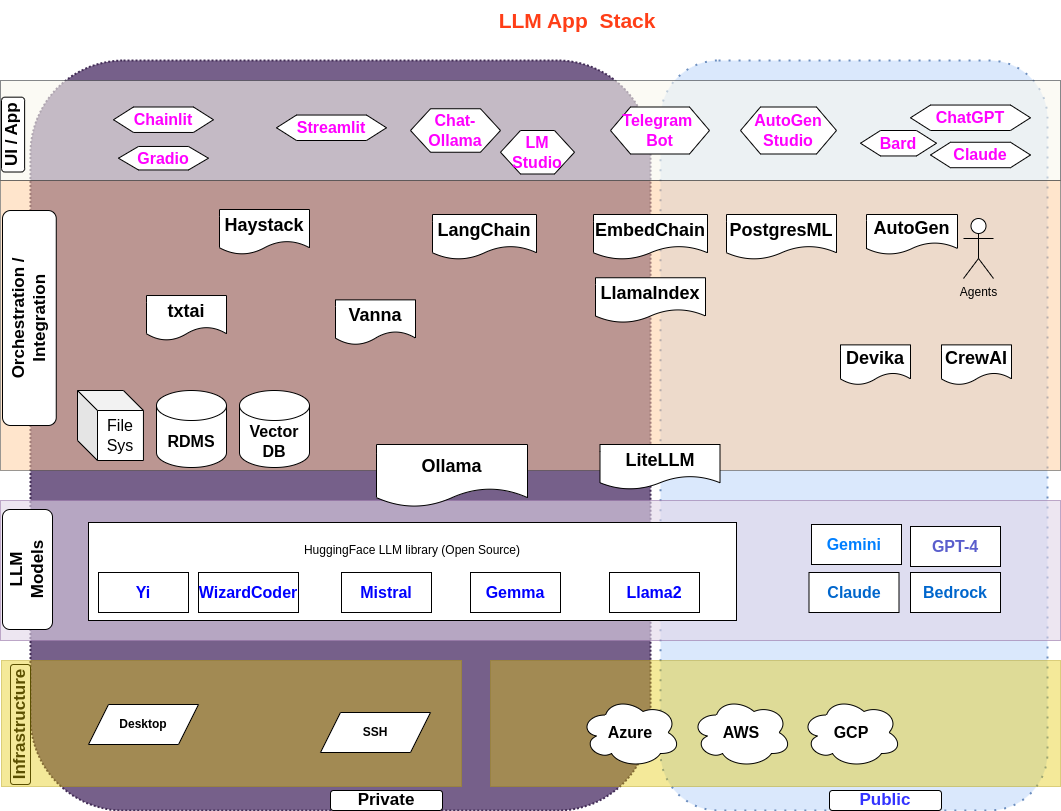 LLM App  Stack
UI / App
Chainlit
Gradio
Streamlit
Chat-
Ollama
LM
Studio
Telegram
Bot
AutoGen
Studio
ChatGPT
Bard
Claude
Orchestration /
Integration
Haystack
LangChain
EmbedChain
PostgresML
AutoGen
Agents
LlamaIndex
txtai
Vanna
Devika
CrewAI
File
Sys
RDMS
Vector
DB
Ollama
LiteLLM
LLM
Models
HuggingFace LLM library (Open Source)
Yi
WizardCoder
Mistral
Gemma
Llama2
Gemini
GPT-4
Claude
Bedrock
Infrastructure
Desktop
SSH
Azure
AWS
GCP
Private
Public